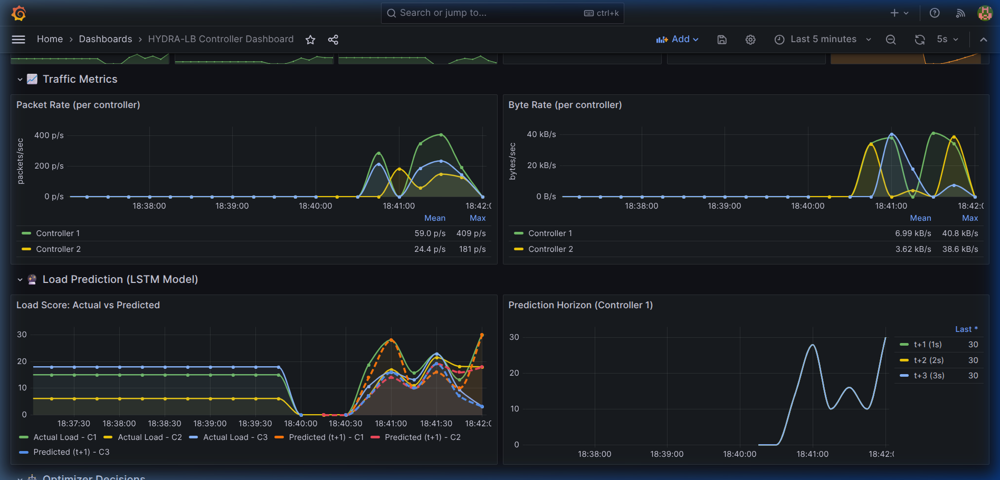 Search or jump to... ctrl+k
Home › Dashboards › HYDRA-LB Controller Dashboard Add Last 5 minutes 5s
Traffic Metrics
Packet Rate (per controller)
packets/sec
400 p/s
200 p/s
0 p/s
18:38:00 18:39:00 18:40:00 18:41:00 18:42:0
Mean Max
Controller 1 59.0 p/s 409 p/s
Controller 2 24.4 p/s 181 p/s
Byte Rate (per controller)
bytes/sec
40 kB/s
20 kB/s
0 B/s
18:38:00 18:39:00 18:40:00 18:41:00 18:42:0
Mean Max
Controller 1 6.99 kB/s 40.8 kB/s
Controller 2 3.62 kB/s 38.6 kB/s
Load Prediction (LSTM Model)
Load Score: Actual vs Predicted
30
20
10
0
18:37:30 18:38:00 18:38:30 18:39:00 18:39:30 18:40:00 18:40:30 18:41:00 18:41:30 18:42:0
Actual Load - C1 Actual Load - C2 Actual Load - C3 Predicted (t+1) - C1 Predicted (t+1) - C2
Predicted (t+1) - C3
Prediction Horizon (Controller 1)
30
20
10
0
18:38:00 18:39:00 18:40:00 18:41:00 18:42:0
Last *
t+1 (1s) 30
t+2 (2s) 30
t+3 (3s) 30
Optimizer Decisions